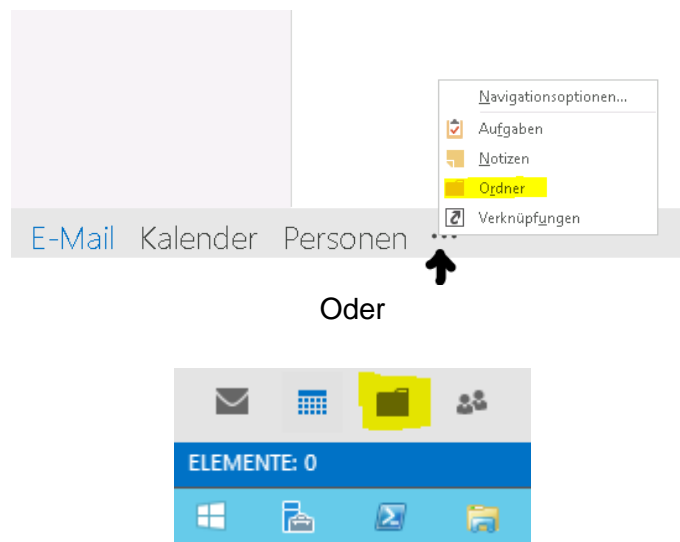 Navigationsoptionen...
Aufgaben
Notizen
Ordner
Verknüpfungen
E-Mail Kalender Personen ...
Oder
ELEMENTE: 0